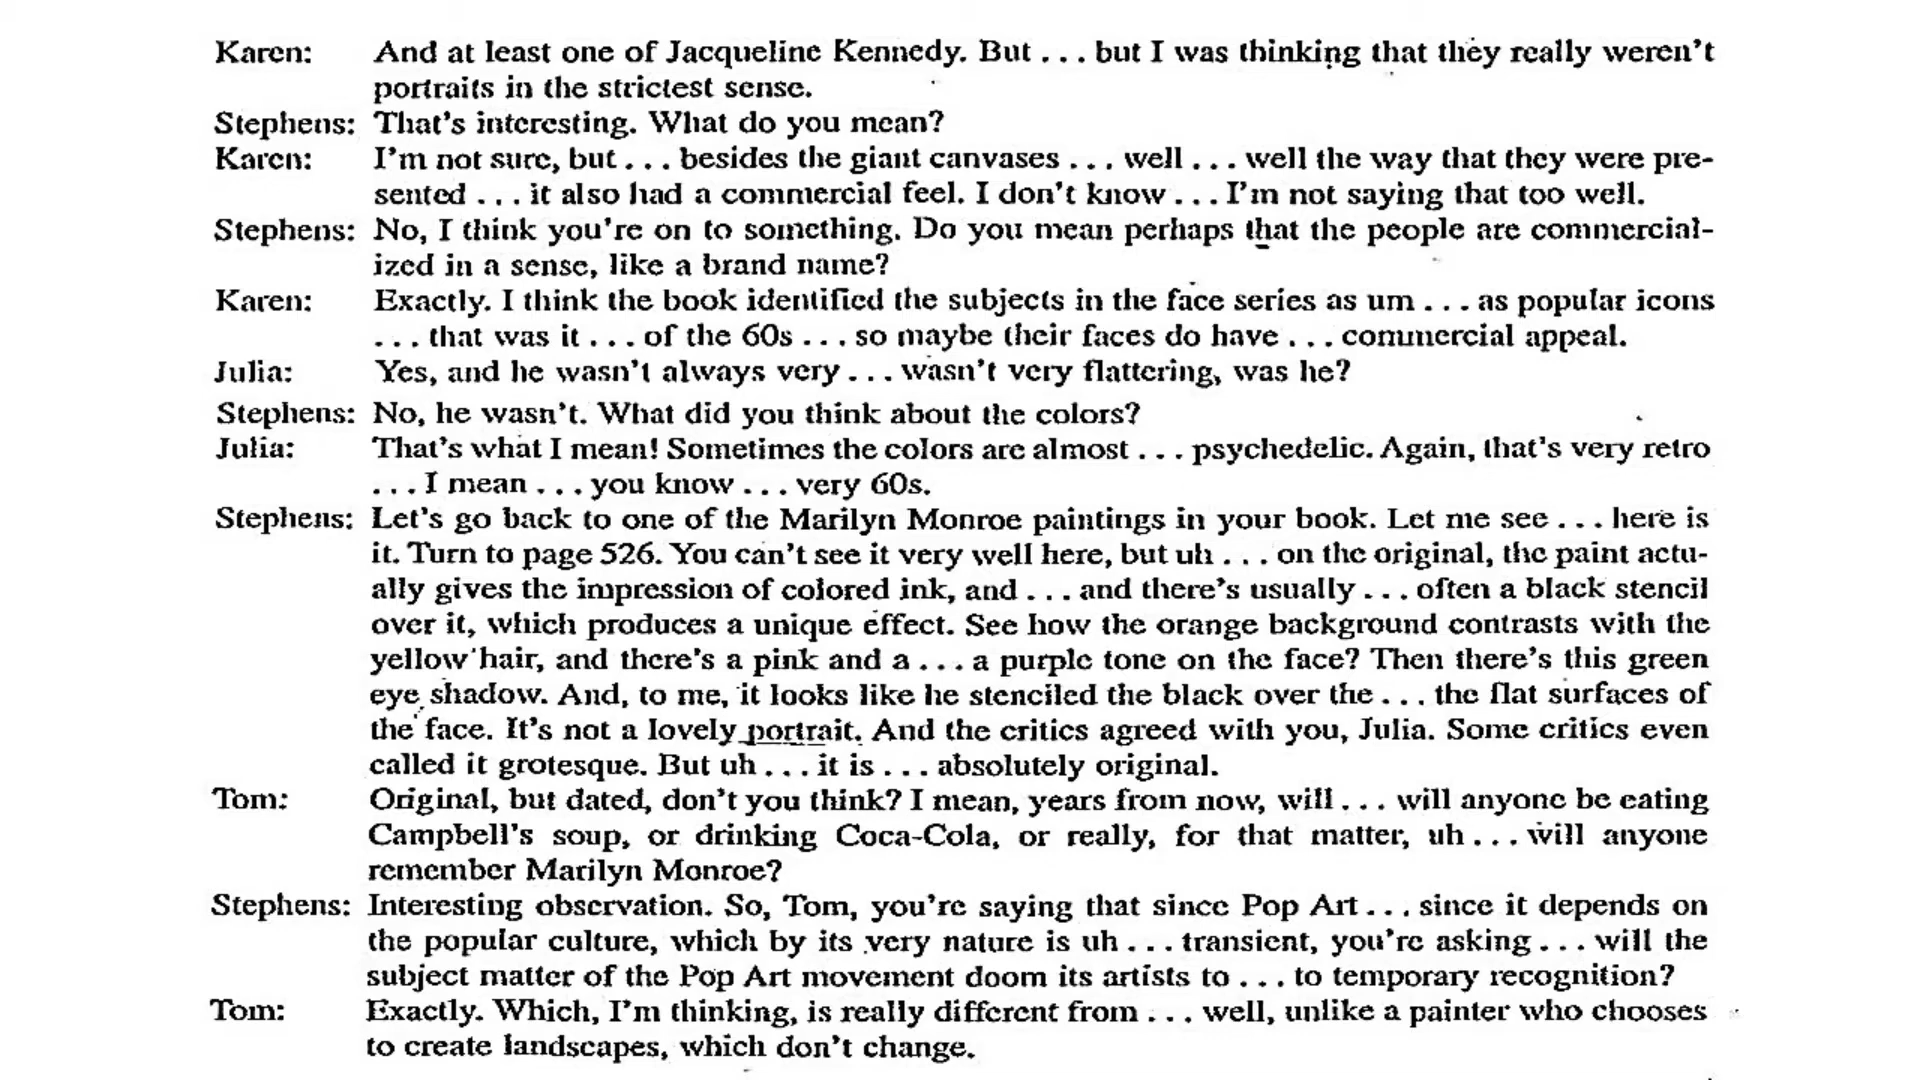 Karen: And at least one of Jacqueline Kennedy. But . . . but I was thinking that they really weren't
portraits in the strictest sense.
Stephens: That's interesting. What do you mean?
Karen: I'm not sure, but . . . besides the giant canvases . . . well . . . well the way that they were pre-
sented . . . it also had a commercial feel. I don't know . . . I'm not saying that too well.
Stephens: No, I think you're on to something. Do you mean perhaps that the people are commercial-
ized in a sense, like a brand name?
Karen: Exactly. I think the book identified the subjects in the face series as um . . . as popular icons
. . . that was it . . . of the 60s . . . so maybe their faces do have . . . commercial appeal.
Julia: Yes, and he wasn't always very . . . wasn't very flattering, was he?
Stephens: No, he wasn't. What did you think about the colors?
Julia: That's what I mean! Sometimes the colors are almost . . . psychedelic. Again, that's very retro
. . . I mean . . . you know . . . very 60s.
Stephens: Let's go back to one of the Marilyn Monroe paintings in your book. Let me see . . . here is
it. Turn to page 526. You can't see it very well here, but uh . . . on the original, the paint actu-
ally gives the impression of colored ink, and . . . and there's usually . . . often a black stencil
over it, which produces a unique effect. See how the orange background contrasts with the
yellow hair, and there's a pink and a . . . a purple tone on the face? Then there's this green
eye shadow. And, to me, it looks like he stenciled the black over the . . . the flat surfaces of
the face. It's not a lovely portrait. And the critics agreed with you, Julia. Some critics even
called it grotesque. But uh . . . it is . . . absolutely original.
Tom: Original, but dated, don't you think? I mean, years from now, will . . . will anyone be eating
Campbell's soup, or drinking Coca-Cola, or really, for that matter, uh . . . will anyone
remember Marilyn Monroe?
Stephens: Interesting observation. So, Tom, you're saying that since Pop Art . . . since it depends on
the popular culture, which by its very nature is uh . . . transient, you're asking . . . will the
subject matter of the Pop Art movement doom its artists to . . . to temporary recognition?
Tom: Exactly. Which, I'm thinking, is really different from . . . well, unlike a painter who chooses
to create landscapes, which don't change.